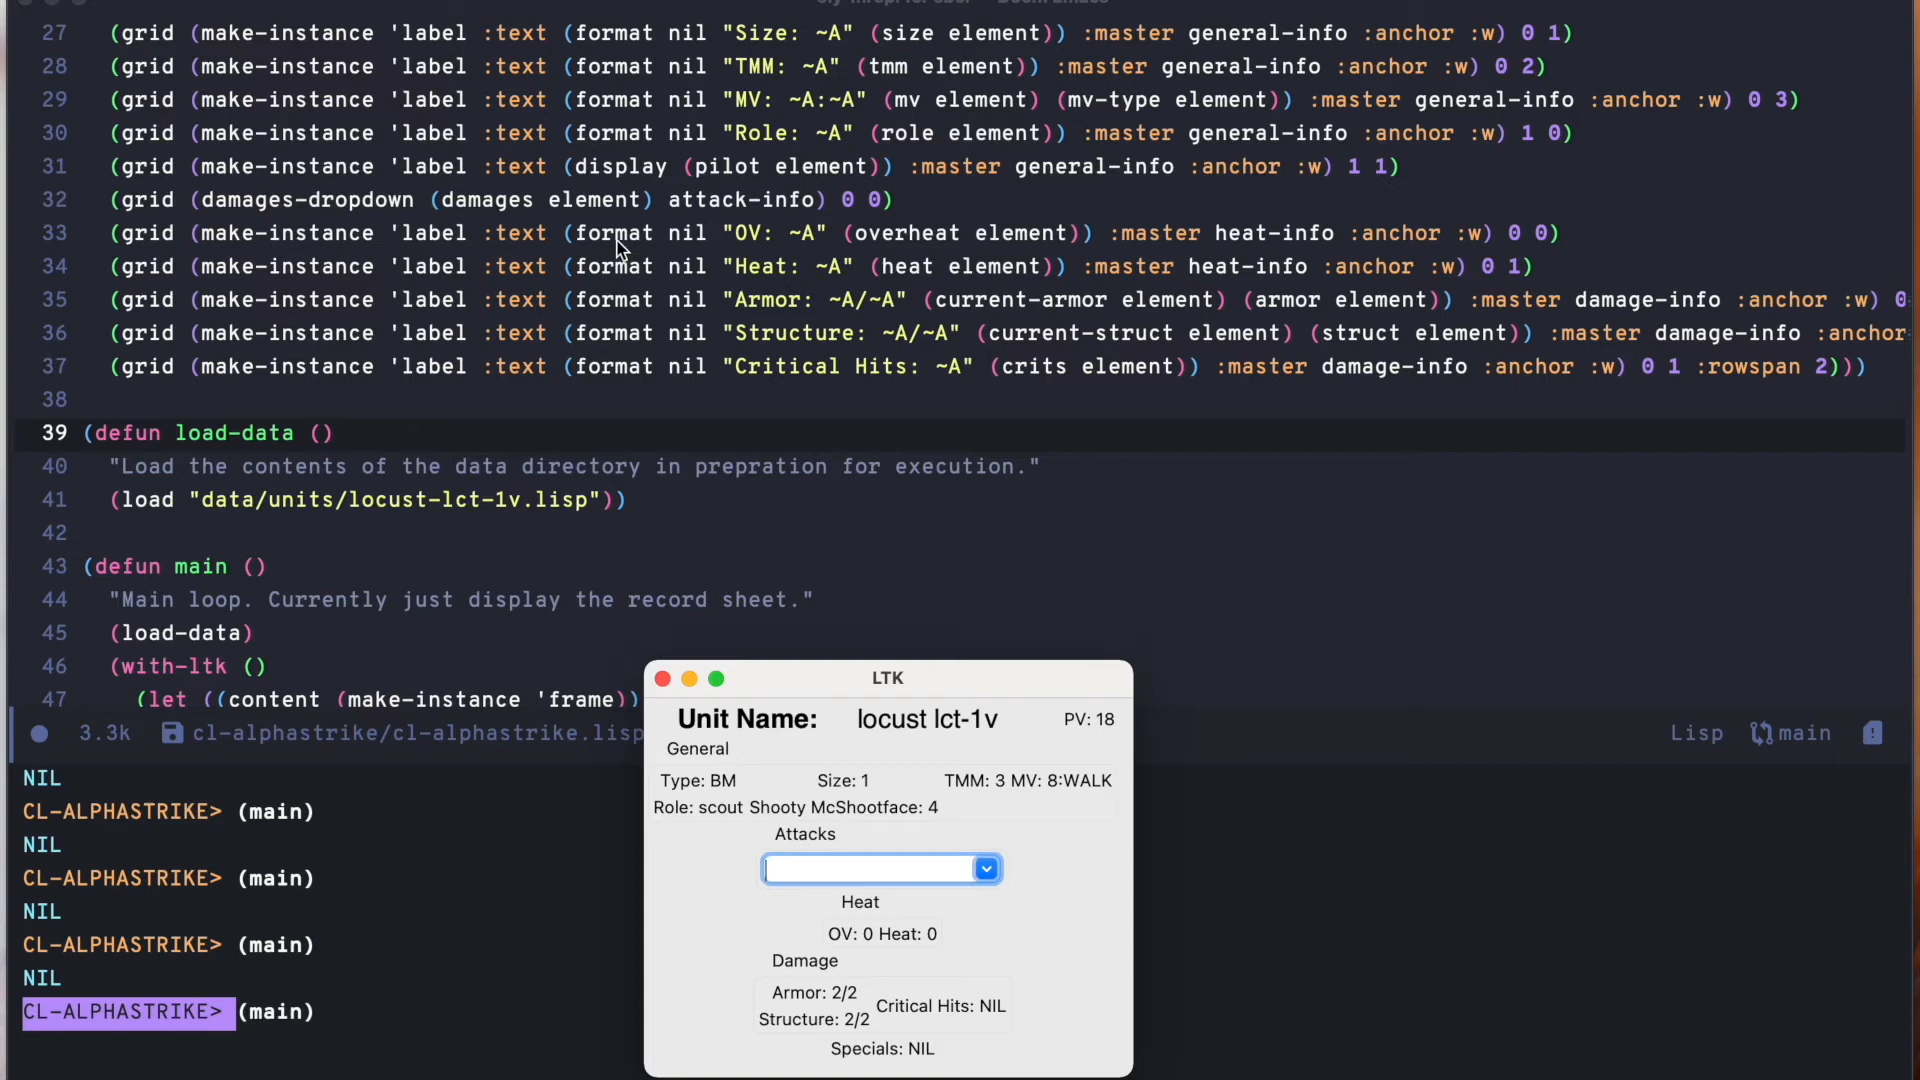 27 (grid (make-instance 'label :text (format nil "Size: ~A" (size element)) :master general-info :anchor :w) 0 1)
28 (grid (make-instance 'label :text (format nil "TMM: ~A" (tmm element)) :master general-info :anchor :w) 0 2)
29 (grid (make-instance 'label :text (format nil "MV: ~A:~A" (mv element) (mv-type element)) :master general-info :anchor :w) 0 3)
30 (grid (make-instance 'label :text (format nil "Role: ~A" (role element)) :master general-info :anchor :w) 1 0)
31 (grid (make-instance 'label :text (display (pilot element)) :master general-info :anchor :w) 1 1)
32 (grid (damages-dropdown (damages element) attack-info) 0 0)
33 (grid (make-instance 'label :text (format nil "OV: ~A" (overheat element)) :master heat-info :anchor :w) 0 0)
34 (grid (make-instance 'label :text (format nil "Heat: ~A" (heat element)) :master heat-info :anchor :w) 0 1)
35 (grid (make-instance 'label :text (format nil "Armor: ~A/~A" (current-armor element) (armor element)) :master damage-info :anchor :w) 0
36 (grid (make-instance 'label :text (format nil "Structure: ~A/~A" (current-struct element) (struct element)) :master damage-info :anchor
37 (grid (make-instance 'label :text (format nil "Critical Hits: ~A" (crits element)) :master damage-info :anchor :w) 0 1 :rowspan 2)))
38
39 (defun load-data ()
40 "Load the contents of the data directory in prepration for execution."
41 (load "data/units/locust-lct-1v.lisp"))
42
43 (defun main ()
44 "Main loop. Currently just display the record sheet."
45 (load-data)
46 (with-ltk ()
47 (let ((content (make-instance 'frame))
3.3k cl-alphastrike/cl-alphastrike.lisp Lisp main
NIL
CL-ALPHASTRIKE> (main)
NIL
CL-ALPHASTRIKE> (main)
NIL
CL-ALPHASTRIKE> (main)
NIL
CL-ALPHASTRIKE> (main)
LTK
Unit Name: locust lct-1v PV: 18
General
Type: BM Size: 1 TMM: 3 MV: 8:WALK
Role: scout Shooty McShootface: 4
Attacks
Heat
OV: 0 Heat: 0
Damage
Armor: 2/2
Critical Hits: NIL
Structure: 2/2
Specials: NIL